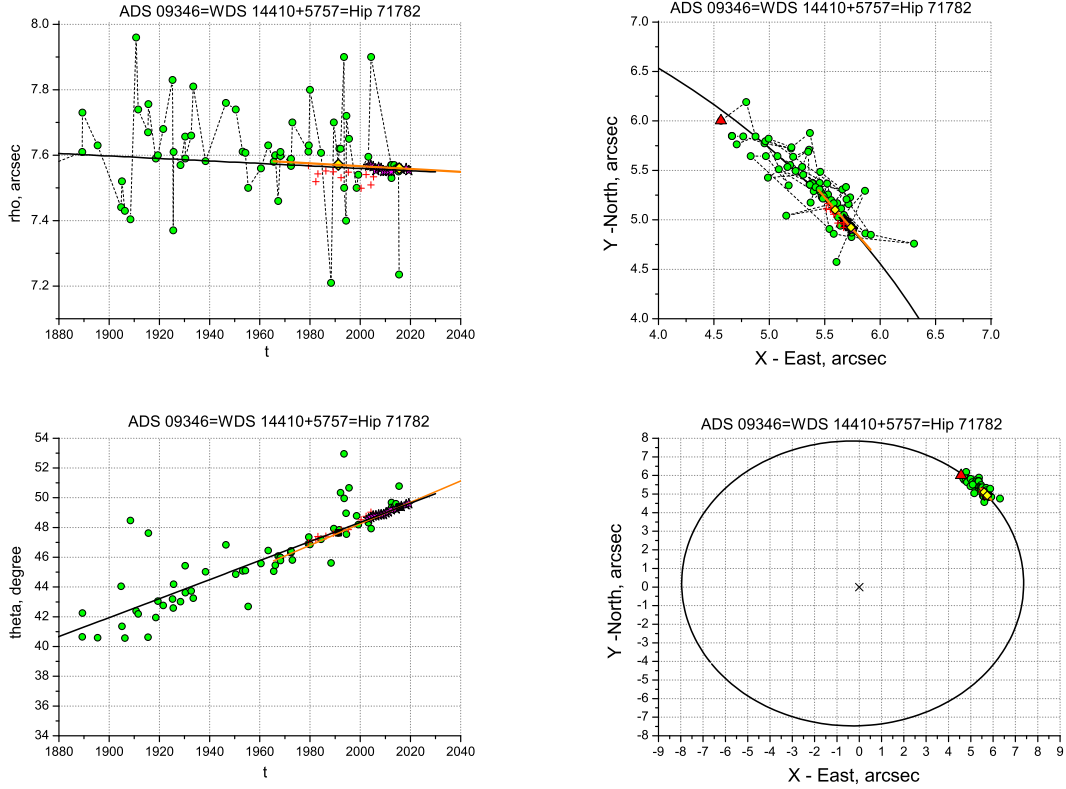 ADS 09346=WDS 14410+5757=Hip 71782
8.0
7.8
7.6
7.4
7.2
rho, arcsec
1880 1900 1920 1940 1960 1980 2000 2020 2040
t
ADS 09346=WDS 14410+5757=Hip 71782
7.0
6.5
6.0
5.5
5.0
4.5
4.0
Y -North, arcsec
4.0 4.5 5.0 5.5 6.0 6.5 7.0
X - East, arcsec
ADS 09346=WDS 14410+5757=Hip 71782
54
52
50
48
46
44
42
40
38
36
34
theta, degree
1880 1900 1920 1940 1960 1980 2000 2020 2040
t
ADS 09346=WDS 14410+5757=Hip 71782
8
7
6
5
4
3
2
1
0
-1
-2
-3
-4
-5
-6
-7
-8
Y -North, arcsec
-9 -8 -7 -6 -5 -4 -3 -2 -1 0 1 2 3 4 5 6 7 8 9
X - East, arcsec